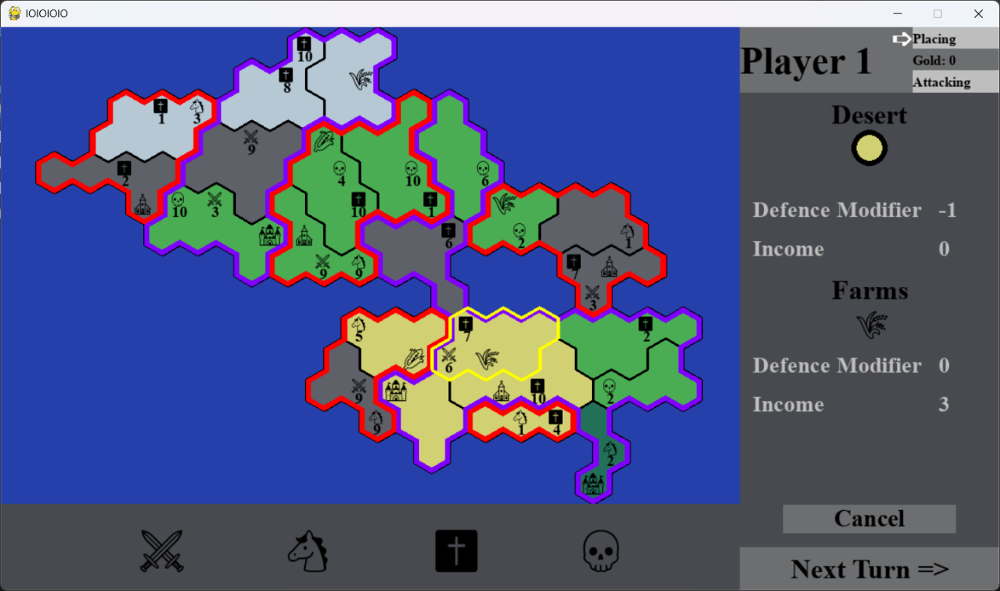 IOIOIOIO
Player 1
Placing
Gold: 0
Attacking
Desert
Defence Modifier -1
Income 0
Farms
Defence Modifier 0
Income 3
Cancel
Next Turn =>
10
8
1
3
9
2
4
10
6
10
3
10
1
6
2
1
9
9
7
3
5
7
2
6
9
10
2
9
1
4
2